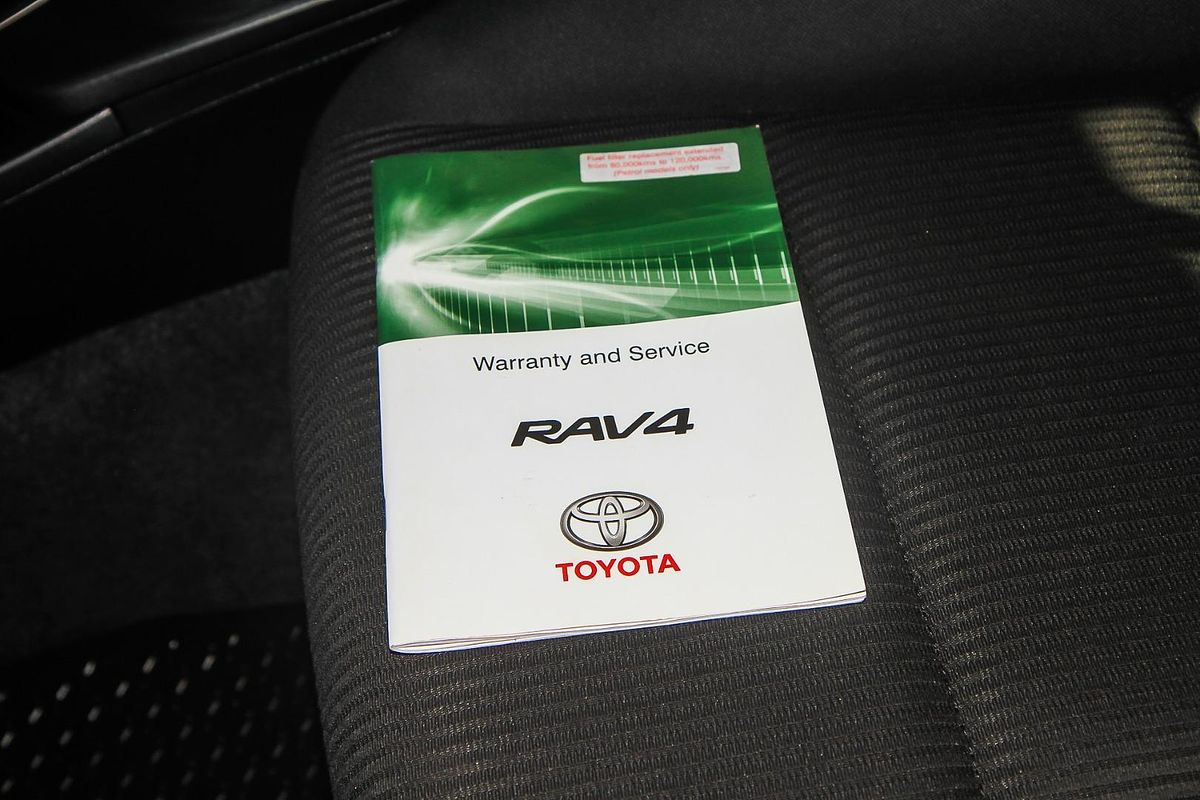 Fuel filter replacement extended
from 80,000kms to 120,000kms
(Petrol models only)
Warranty and Service
RAV4
TOYOTA